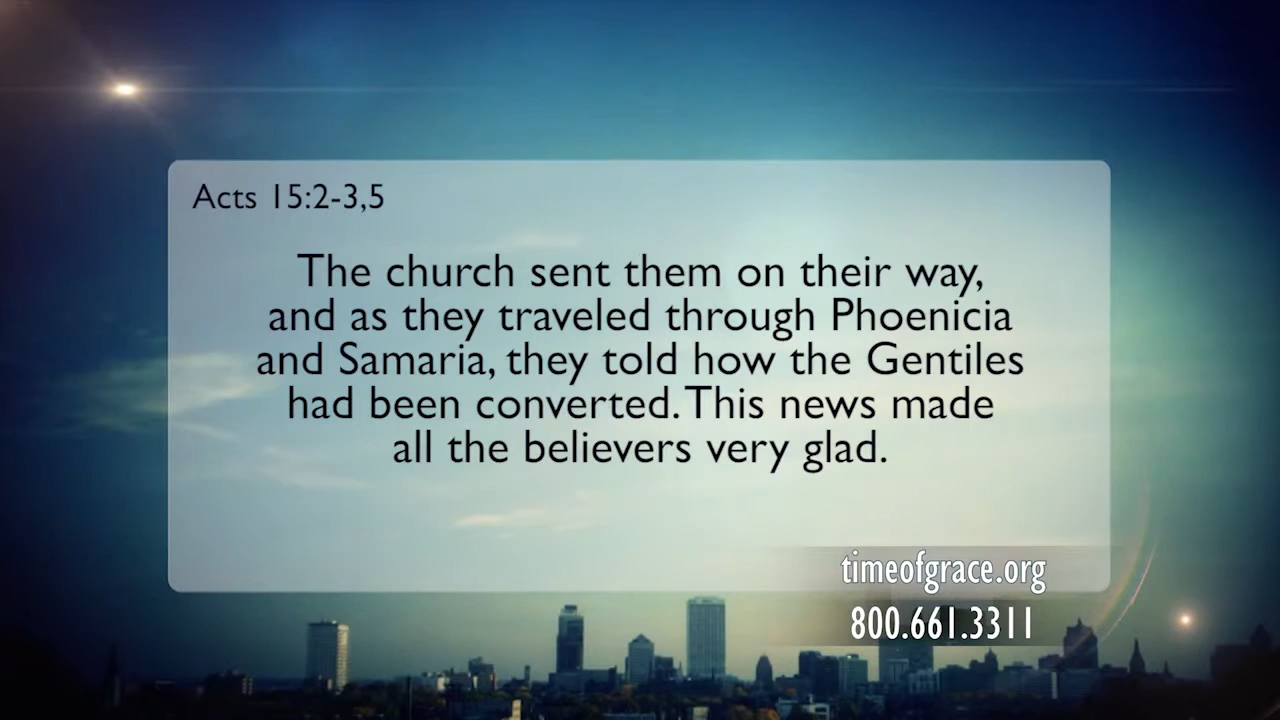 Acts 15:2-3,5
The church sent them on their way,
and as they traveled through Phoenicia
and Samaria, they told how the Gentiles
had been converted. This news made
all the believers very glad.
timeofgrace.org
800.661.3311